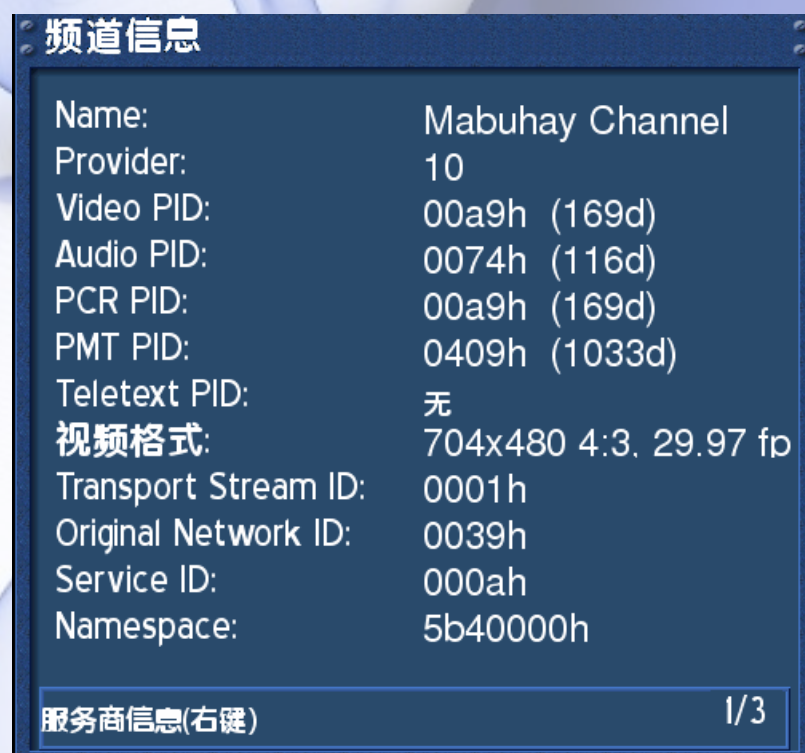 频道信息
Name: Mabuhay Channel
Provider: 10
Video PID: 00a9h (169d)
Audio PID: 0074h (116d)
PCR PID: 00a9h (169d)
PMT PID: 0409h (1033d)
Teletext PID: 无
视频格式: 704x480 4:3, 29.97 fp
Transport Stream ID: 0001h
Original Network ID: 0039h
Service ID: 000ah
Namespace: 5b40000h
服务商信息(右键) 1/3